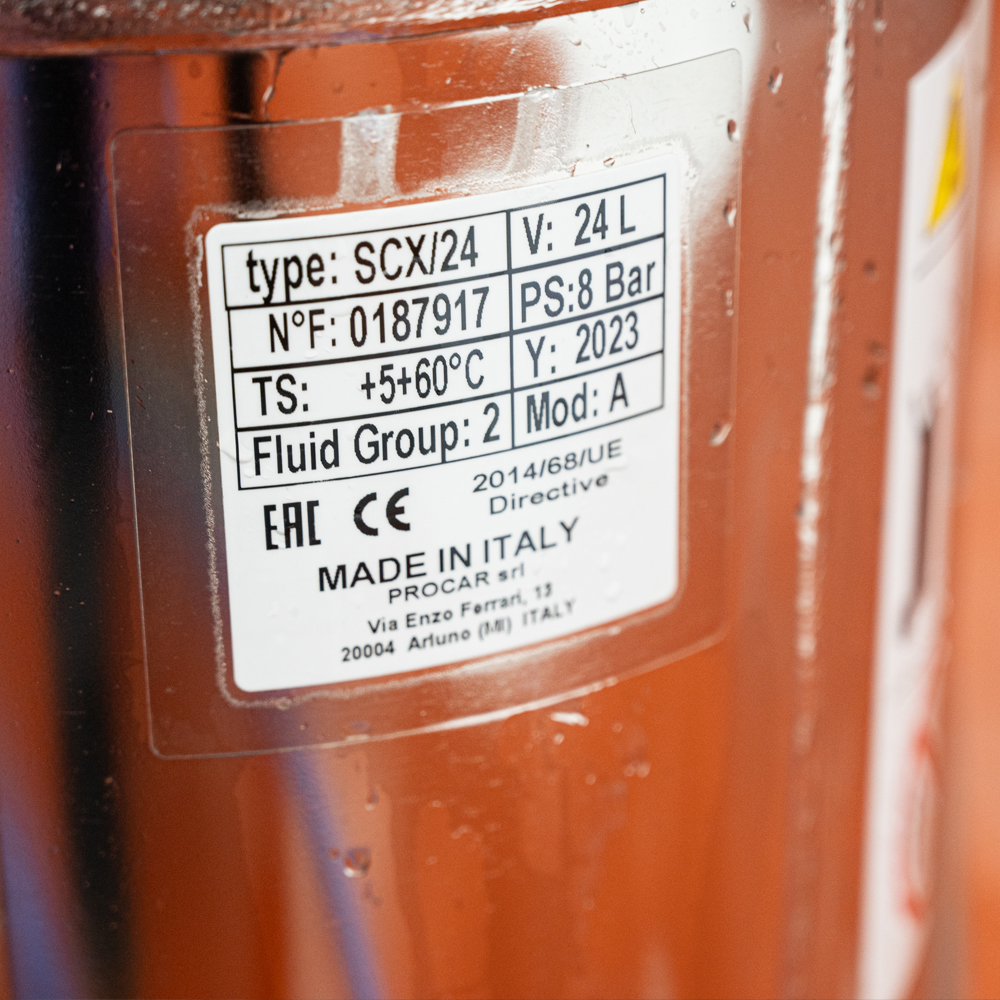 type: SCX/24 V: 24 L
N°F: 0187917 PS:8 Bar
TS: +5+60°C Y: 2023
Fluid Group: 2 Mod: A
EAC CE 2014/68/UE
Directive
MADE IN ITALY
PROCAR srl
Via Enzo Ferrari, 13
20004 Arluno (MI) ITALY